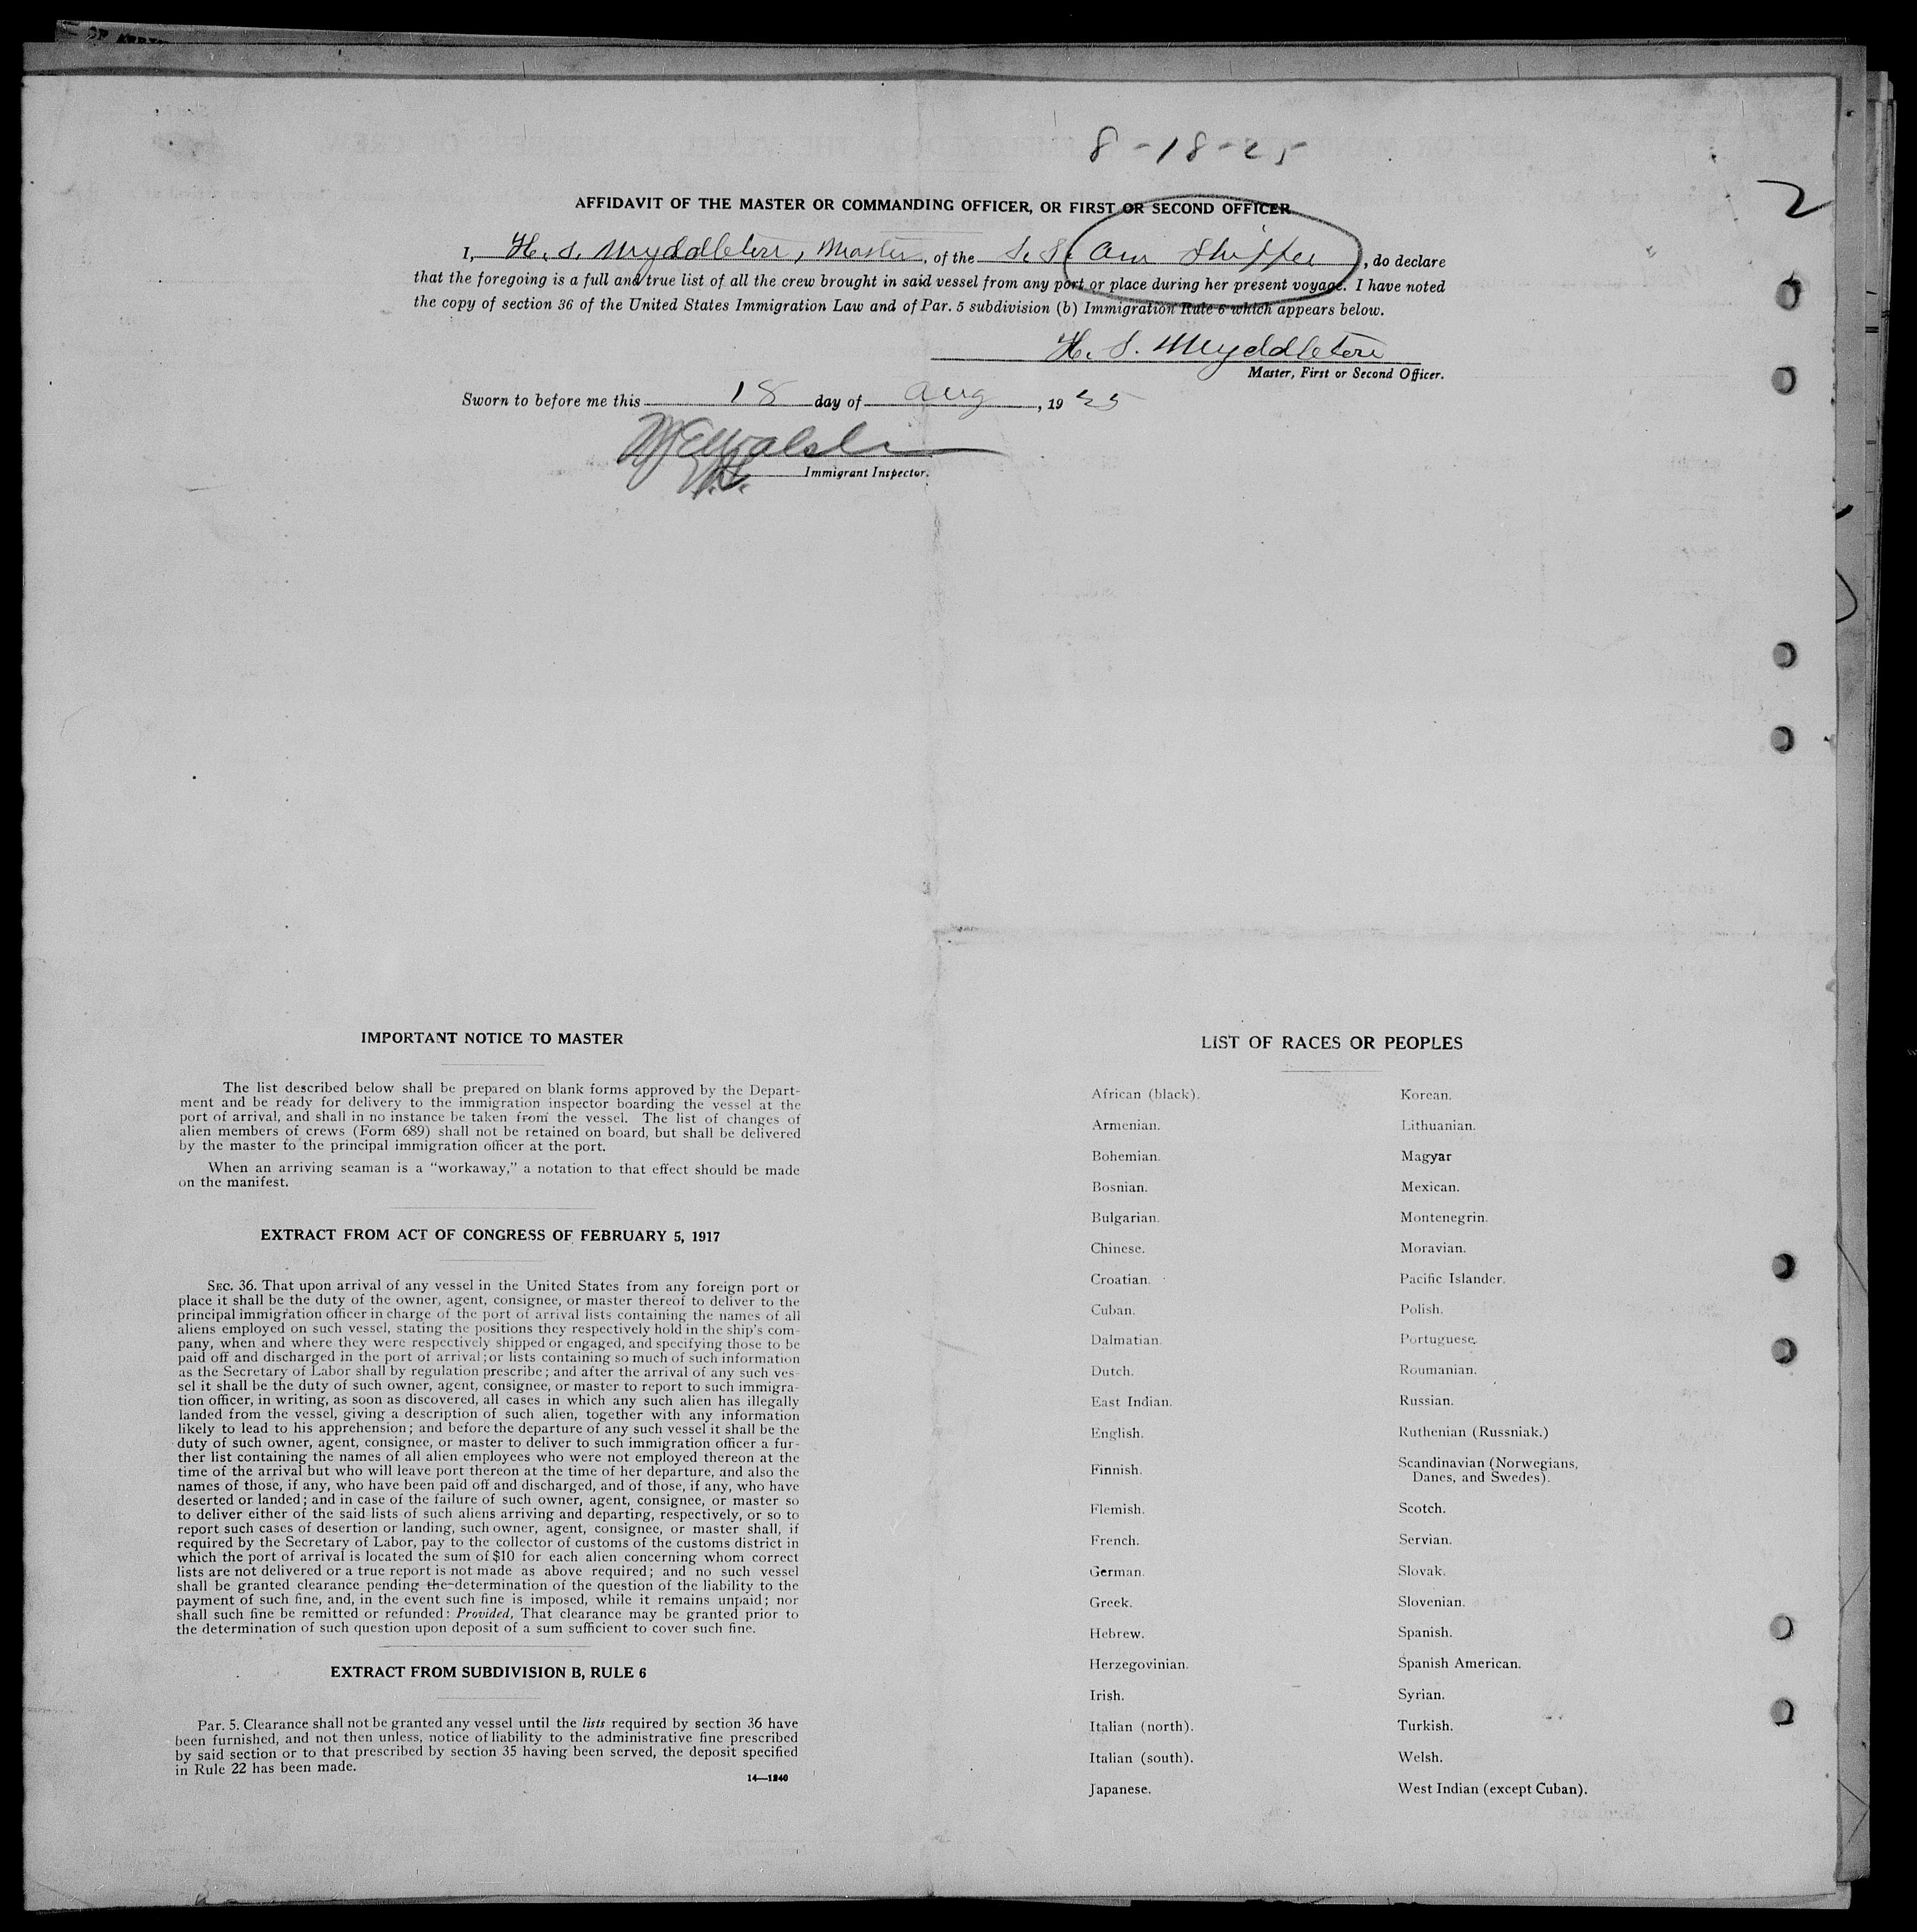 8-18-25
2
AFFIDAVIT OF THE MASTER OR COMMANDING OFFICER, OR FIRST OR SECOND OFFICER
I, H. S. Myddleton, Master, of the S. S. Am Shipper, do declare
that the foregoing is a full and true list of all the crew brought in said vessel from any port or place during her present voyage. I have noted
the copy of section 36 of the United States Immigration Law and of Par. 5 subdivision (b) Immigration Rule 6 which appears below.
H. S. Myddleton
Master, First or Second Officer.
Sworn to before me this 18 day of Aug, 1925
Immigrant Inspector.
IMPORTANT NOTICE TO MASTER
The list described below shall be prepared on blank forms approved by the Depart-
ment and be ready for delivery to the immigration inspector boarding the vessel at the
port of arrival, and shall in no instance be taken from the vessel. The list of changes of
alien members of crews (Form 689) shall not be retained on board, but shall be delivered
by the master to the principal immigration officer at the port.
When an arriving seaman is a “workaway,” a notation to that effect should be made
on the manifest.
EXTRACT FROM ACT OF CONGRESS OF FEBRUARY 5, 1917
SEC. 36. That upon arrival of any vessel in the United States from any foreign port or
place it shall be the duty of the owner, agent, consignee, or master thereof to deliver to the
principal immigration officer in charge of the port of arrival lists containing the names of all
aliens employed on such vessel, stating the positions they respectively hold in the ship’s com-
pany, when and where they were respectively shipped or engaged, and specifying those to be
paid off and discharged in the port of arrival; or lists containing so much of such information
as the Secretary of Labor shall by regulation prescribe; and after the arrival of any such ves-
sel it shall be the duty of such owner, agent, consignee, or master to report to such immigra-
tion officer, in writing, as soon as discovered, all cases in which any such alien has illegally
landed from the vessel, giving a description of such alien, together with any information
likely to lead to his apprehension; and before the departure of any such vessel it shall be the
duty of such owner, agent, consignee, or master to deliver to such immigration officer a fur-
ther list containing the names of all alien employees who were not employed thereon at the
time of the arrival but who will leave port thereon at the time of her departure, and also the
names of those, if any, who have been paid off and discharged, and of those, if any, who have
deserted or landed; and in case of the failure of such owner, agent, consignee, or master so
to deliver either of the said lists of such aliens arriving and departing, respectively, or so to
report such cases of desertion or landing, such owner, agent, consignee, or master shall, if
required by the Secretary of Labor, pay to the collector of customs of the customs district in
which the port of arrival is located the sum of $10 for each alien concerning whom correct
lists are not delivered or a true report is not made as above required; and no such vessel
shall be granted clearance pending the determination of the question of the liability to the
payment of such fine, and, in the event such fine is imposed, while it remains unpaid; nor
shall such fine be remitted or refunded: Provided, That clearance may be granted prior to
the determination of such question upon deposit of a sum sufficient to cover such fine.
EXTRACT FROM SUBDIVISION B, RULE 6
Par. 5. Clearance shall not be granted any vessel until the lists required by section 36 have
been furnished, and not then unless, notice of liability to the administrative fine prescribed
by said section or to that prescribed by section 35 having been served, the deposit specified
in Rule 22 has been made.
14—1240
LIST OF RACES OR PEOPLES
African (black).
Armenian.
Bohemian.
Bosnian.
Bulgarian.
Chinese.
Croatian.
Cuban.
Dalmatian.
Dutch.
East Indian.
English.
Finnish.
Flemish.
French.
German.
Greek.
Hebrew.
Herzegovinian.
Irish.
Italian (north).
Italian (south).
Japanese.
Korean.
Lithuanian.
Magyar
Mexican.
Montenegrin.
Moravian.
Pacific Islander.
Polish.
Portuguese.
Roumanian.
Russian.
Ruthenian (Russniak.)
Scandinavian (Norwegians,
Danes, and Swedes).
Scotch.
Servian.
Slovak.
Slovenian.
Spanish.
Spanish American.
Syrian.
Turkish.
Welsh.
West Indian (except Cuban).